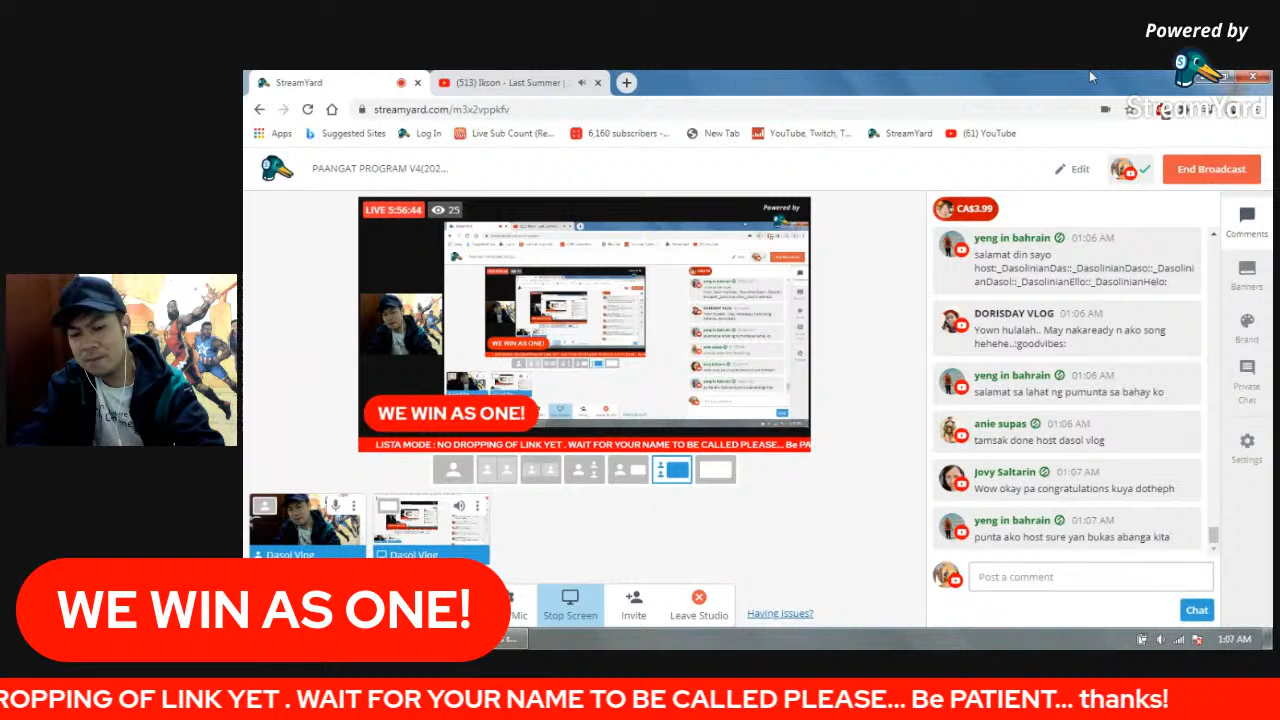 Powered by
StreamYard
StreamYard
(513) Ikson - Last Summer |
streamyard.com/m3x2vppkfv
Apps
Suggested Sites
Log In
Live Sub Count (Re...
6,160 subscribers -...
New Tab
YouTube, Twitch, T...
StreamYard
(61) YouTube
PAANGAT PROGRAM V4(202...
Edit
End Broadcast
LIVE 5:56:44
25
Powered by
CA$3.99
Comments
yeng in bahrain 01:06 AM
salamat din sayo
host:_DasolinianDas::_DasolinianDaso:_Dasolini
anDasol:_DasolinianEllo:_DasolinianHelo:
Banners
DORISDAY VLOG 01:06 AM
Yown hulalah.. May nakaready n ako song
hehehe.:goodvibes:
Brand
WE WIN AS ONE!
yeng in bahrain 01:06 AM
salamat sa lahat ng pumunta sa bahay ko
Private
Chat
WE WIN AS ONE!
anie supas 01:06 AM
tamsak done host dasol vlog
LISTA MODE : NO DROPPING OF LINK YET . WAIT FOR YOUR NAME TO BE CALLED PLEASE... Be PA
Settings
Jovy Saltarin 01:07 AM
Wow okay pa congratulations kuya dotheph
yeng in bahrain 01:07 AM
punta ako host sure yan bukas abanga kita
Dasol Vlog
Dasol Vlog
Post a comment
Chat
Mic
Stop Screen
Invite
Leave Studio
Having issues?
1:07 AM
WE WIN AS ONE!
ROPPING OF LINK YET . WAIT FOR YOUR NAME TO BE CALLED PLEASE... Be PATIENT... thanks!